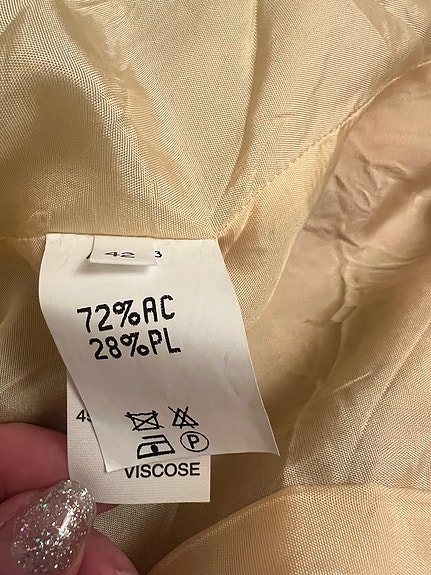 42 3
72%AC
28%PL
P
VISCOSE